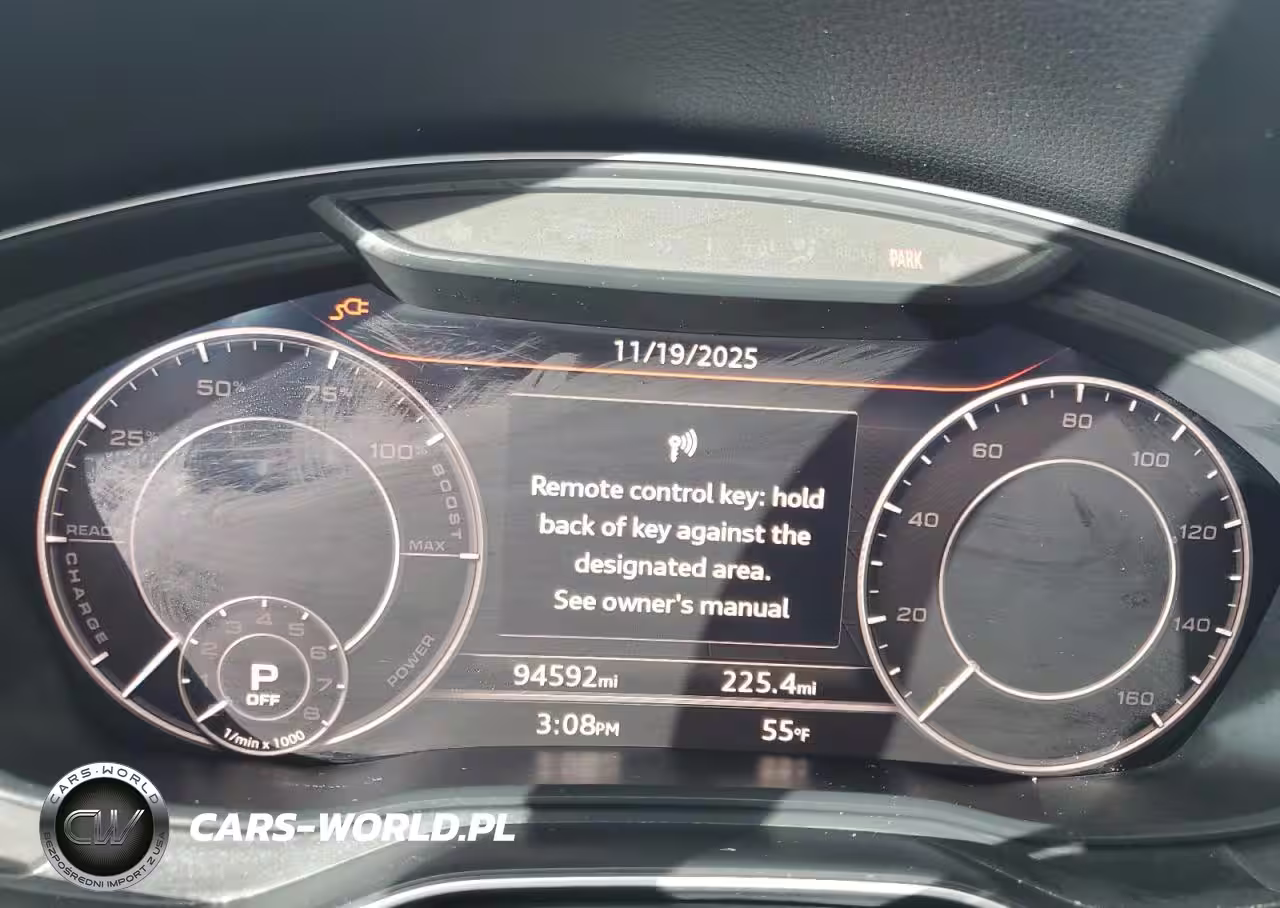 PARK
11/19/2025
50%
75%
25%
100%
BOOST
READY
MAX
CHARGE
POWER
Remote control key: hold
back of key against the
designated area.
See owner's manual
1
2
3
4
5
6
7
8
P
OFF
1/min x 1000
94592mi
225.4mi
3:08PM
55°F
20
40
60
80
100
120
140
160
CARS-WORLD
CW
BEZPOŚREDNI IMPORT Z USA
CARS-WORLD.PL